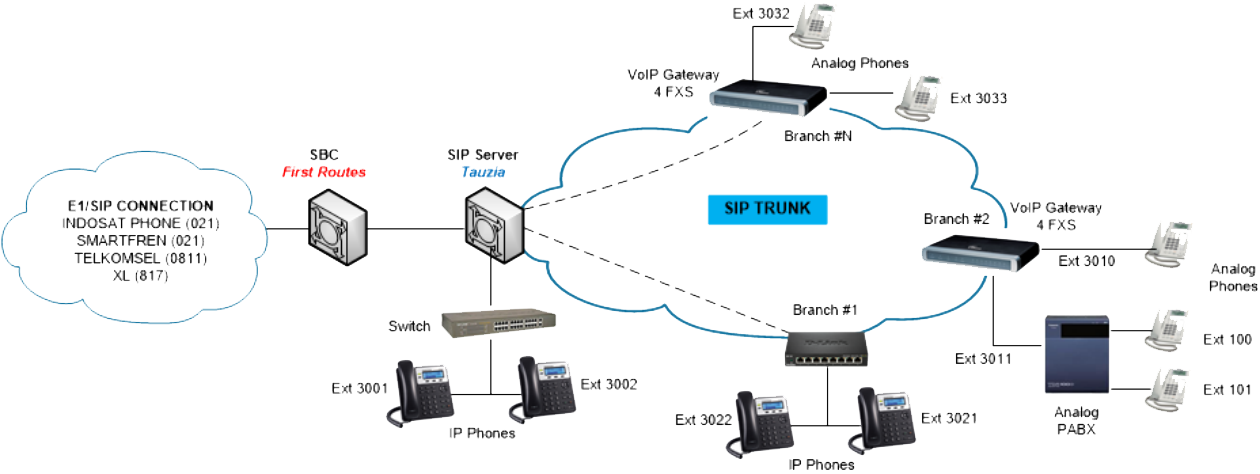 Ext 3032
Analog Phones
VoIP Gateway
4 FXS
Ext 3033
Branch #N
SBC
First Routes
SIP Server
Tauzia
E1/SIP CONNECTION
INDOSAT PHONE (021)
SMARTFREN (021)
TELKOMSEL (0811)
XL (817)
SIP TRUNK
Branch #2
VoIP Gateway
4 FXS
Ext 3010
Analog
Phones
Switch
Branch #1
Ext 3011
Ext 100
Ext 101
Analog
PABX
Ext 3001
Ext 3002
IP Phones
Ext 3022
Ext 3021
IP Phones